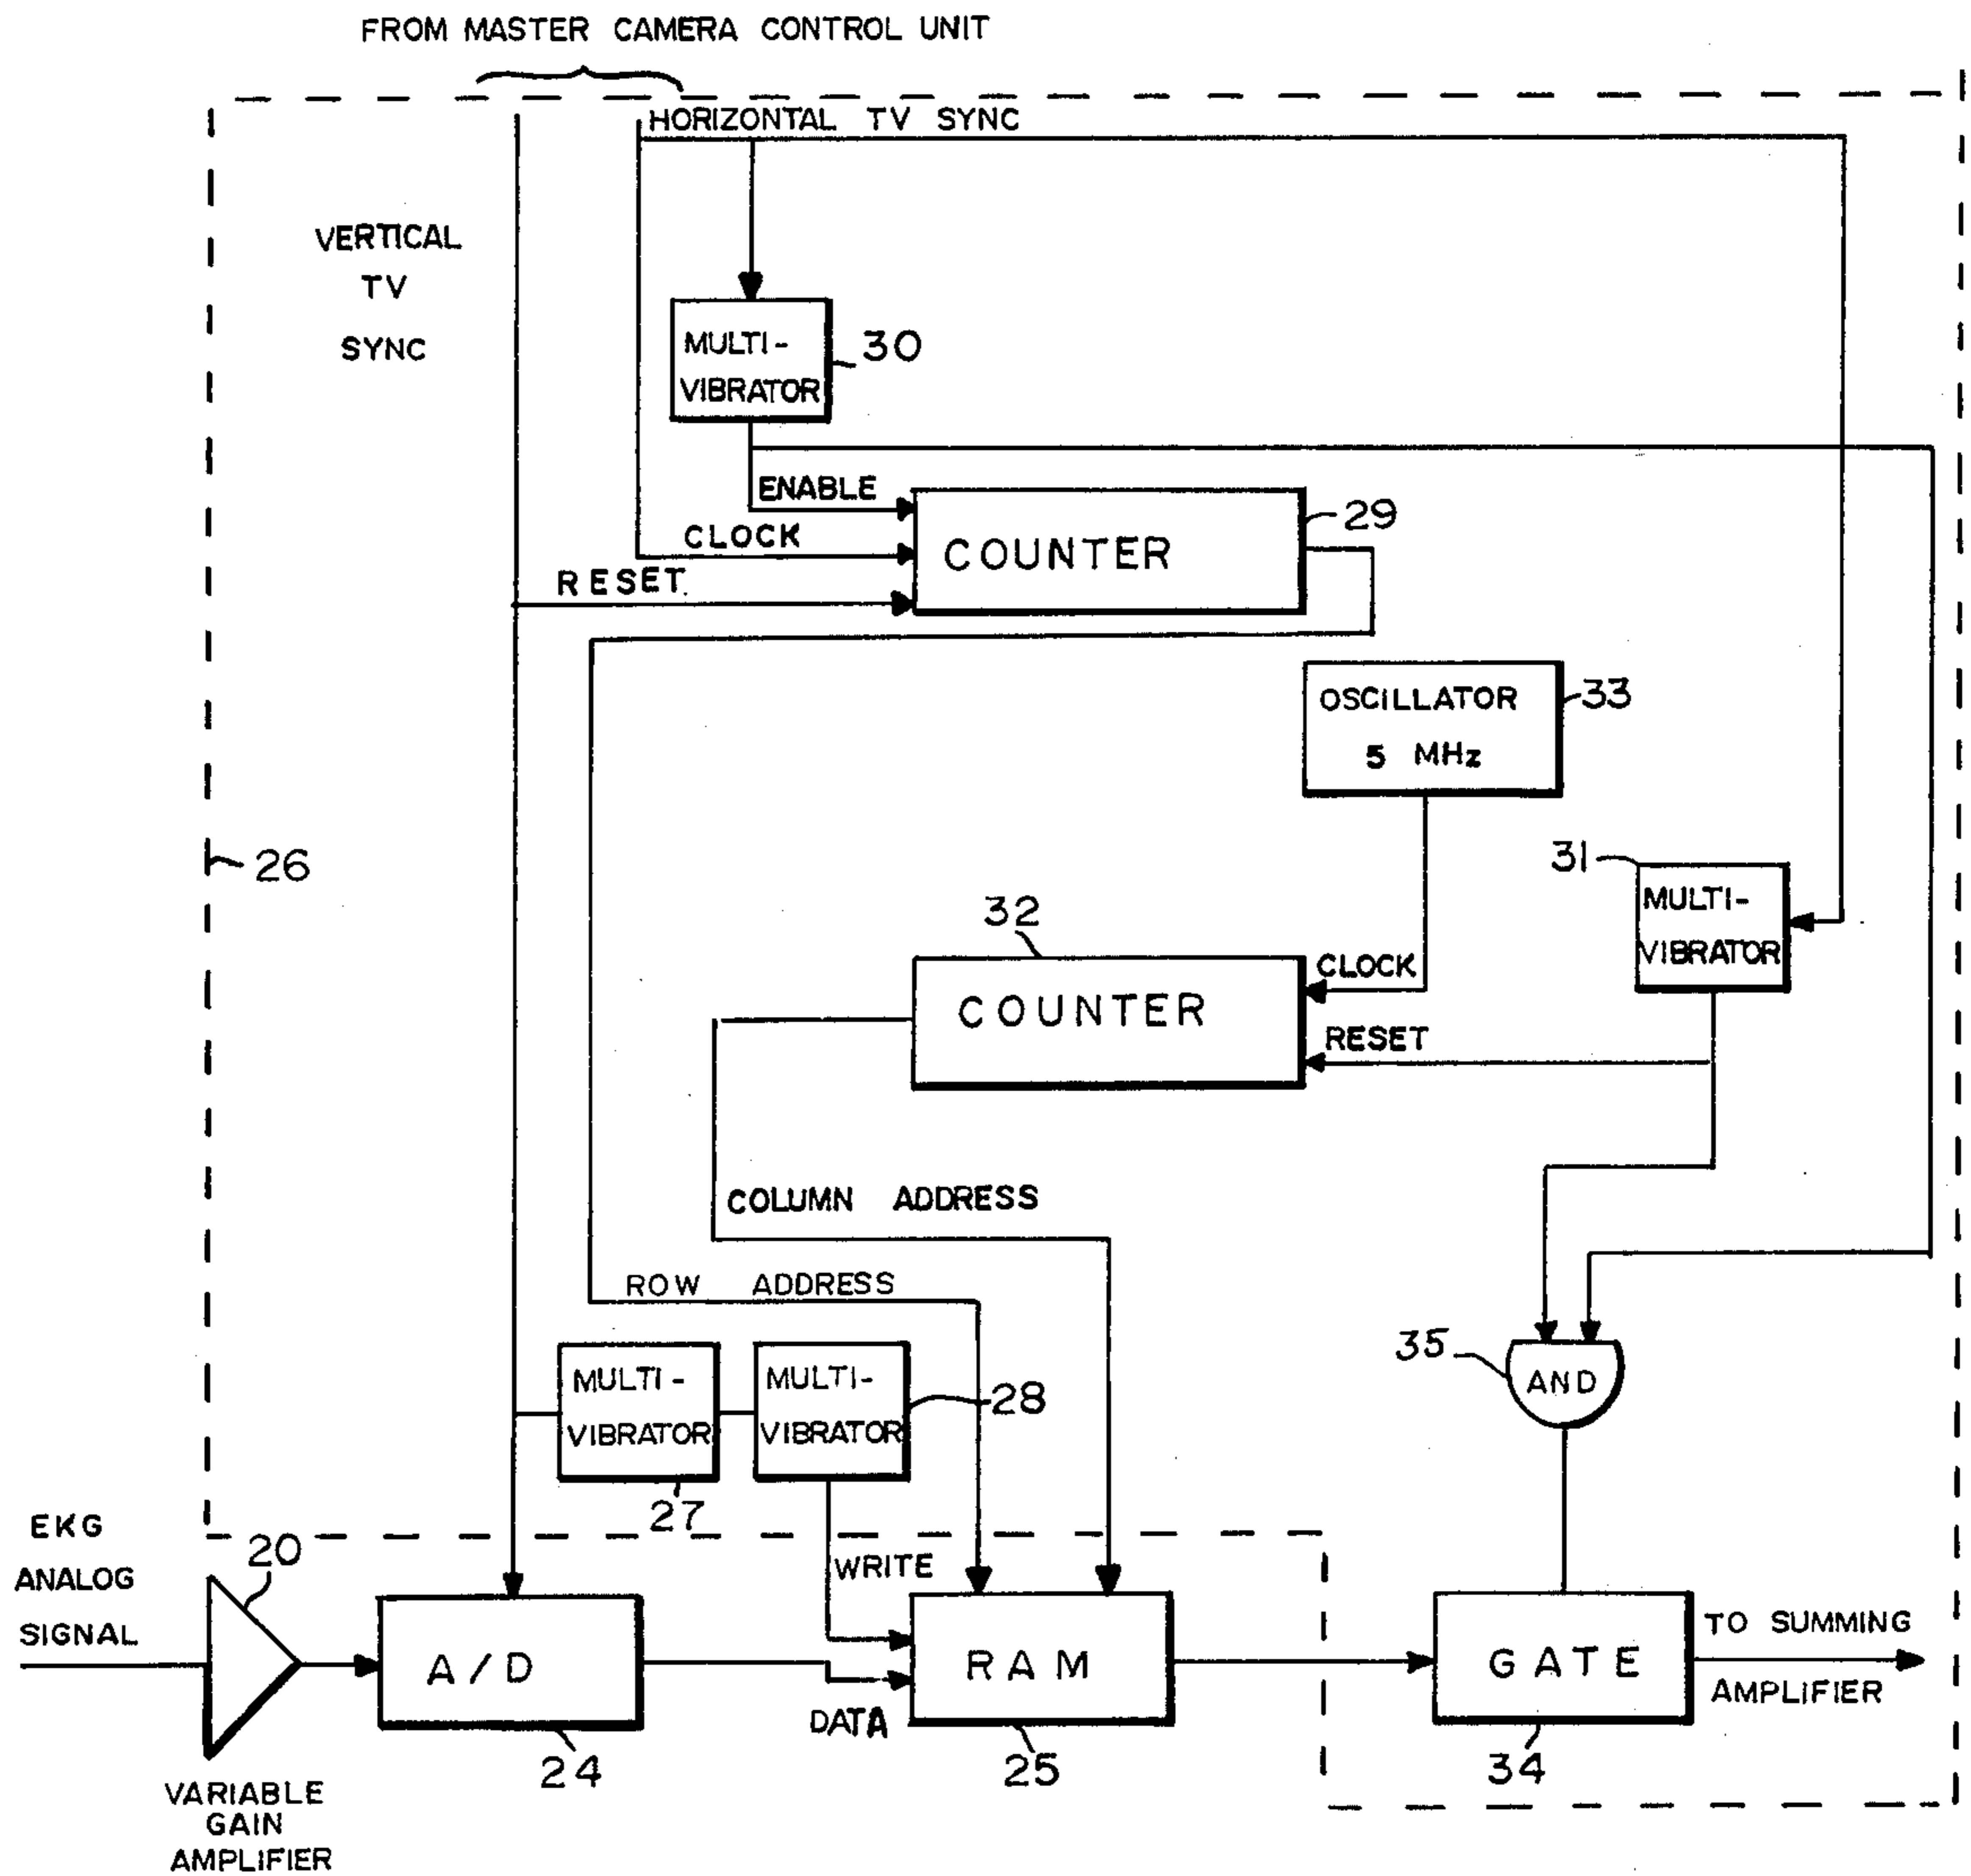 FROM MASTER CAMERA CONTROL UNIT
HORIZONTAL TV SYNC
VERTICAL
TV
SYNC
MULTI-
VIBRATOR
30
ENABLE
CLOCK
RESET
COUNTER
29
OSCILLATOR
5 MHz
33
26
31
MULTI-
VIBRATOR
32
COUNTER
CLOCK
RESET
COLUMN ADDRESS
ROW ADDRESS
MULTI-
VIBRATOR
27
MULTI-
VIBRATOR
28
35
AND
EKG
ANALOG
SIGNAL
20
VARIABLE
GAIN
AMPLIFIER
A/D
24
WRITE
DATA
RAM
25
GATE
34
TO SUMMING
AMPLIFIER